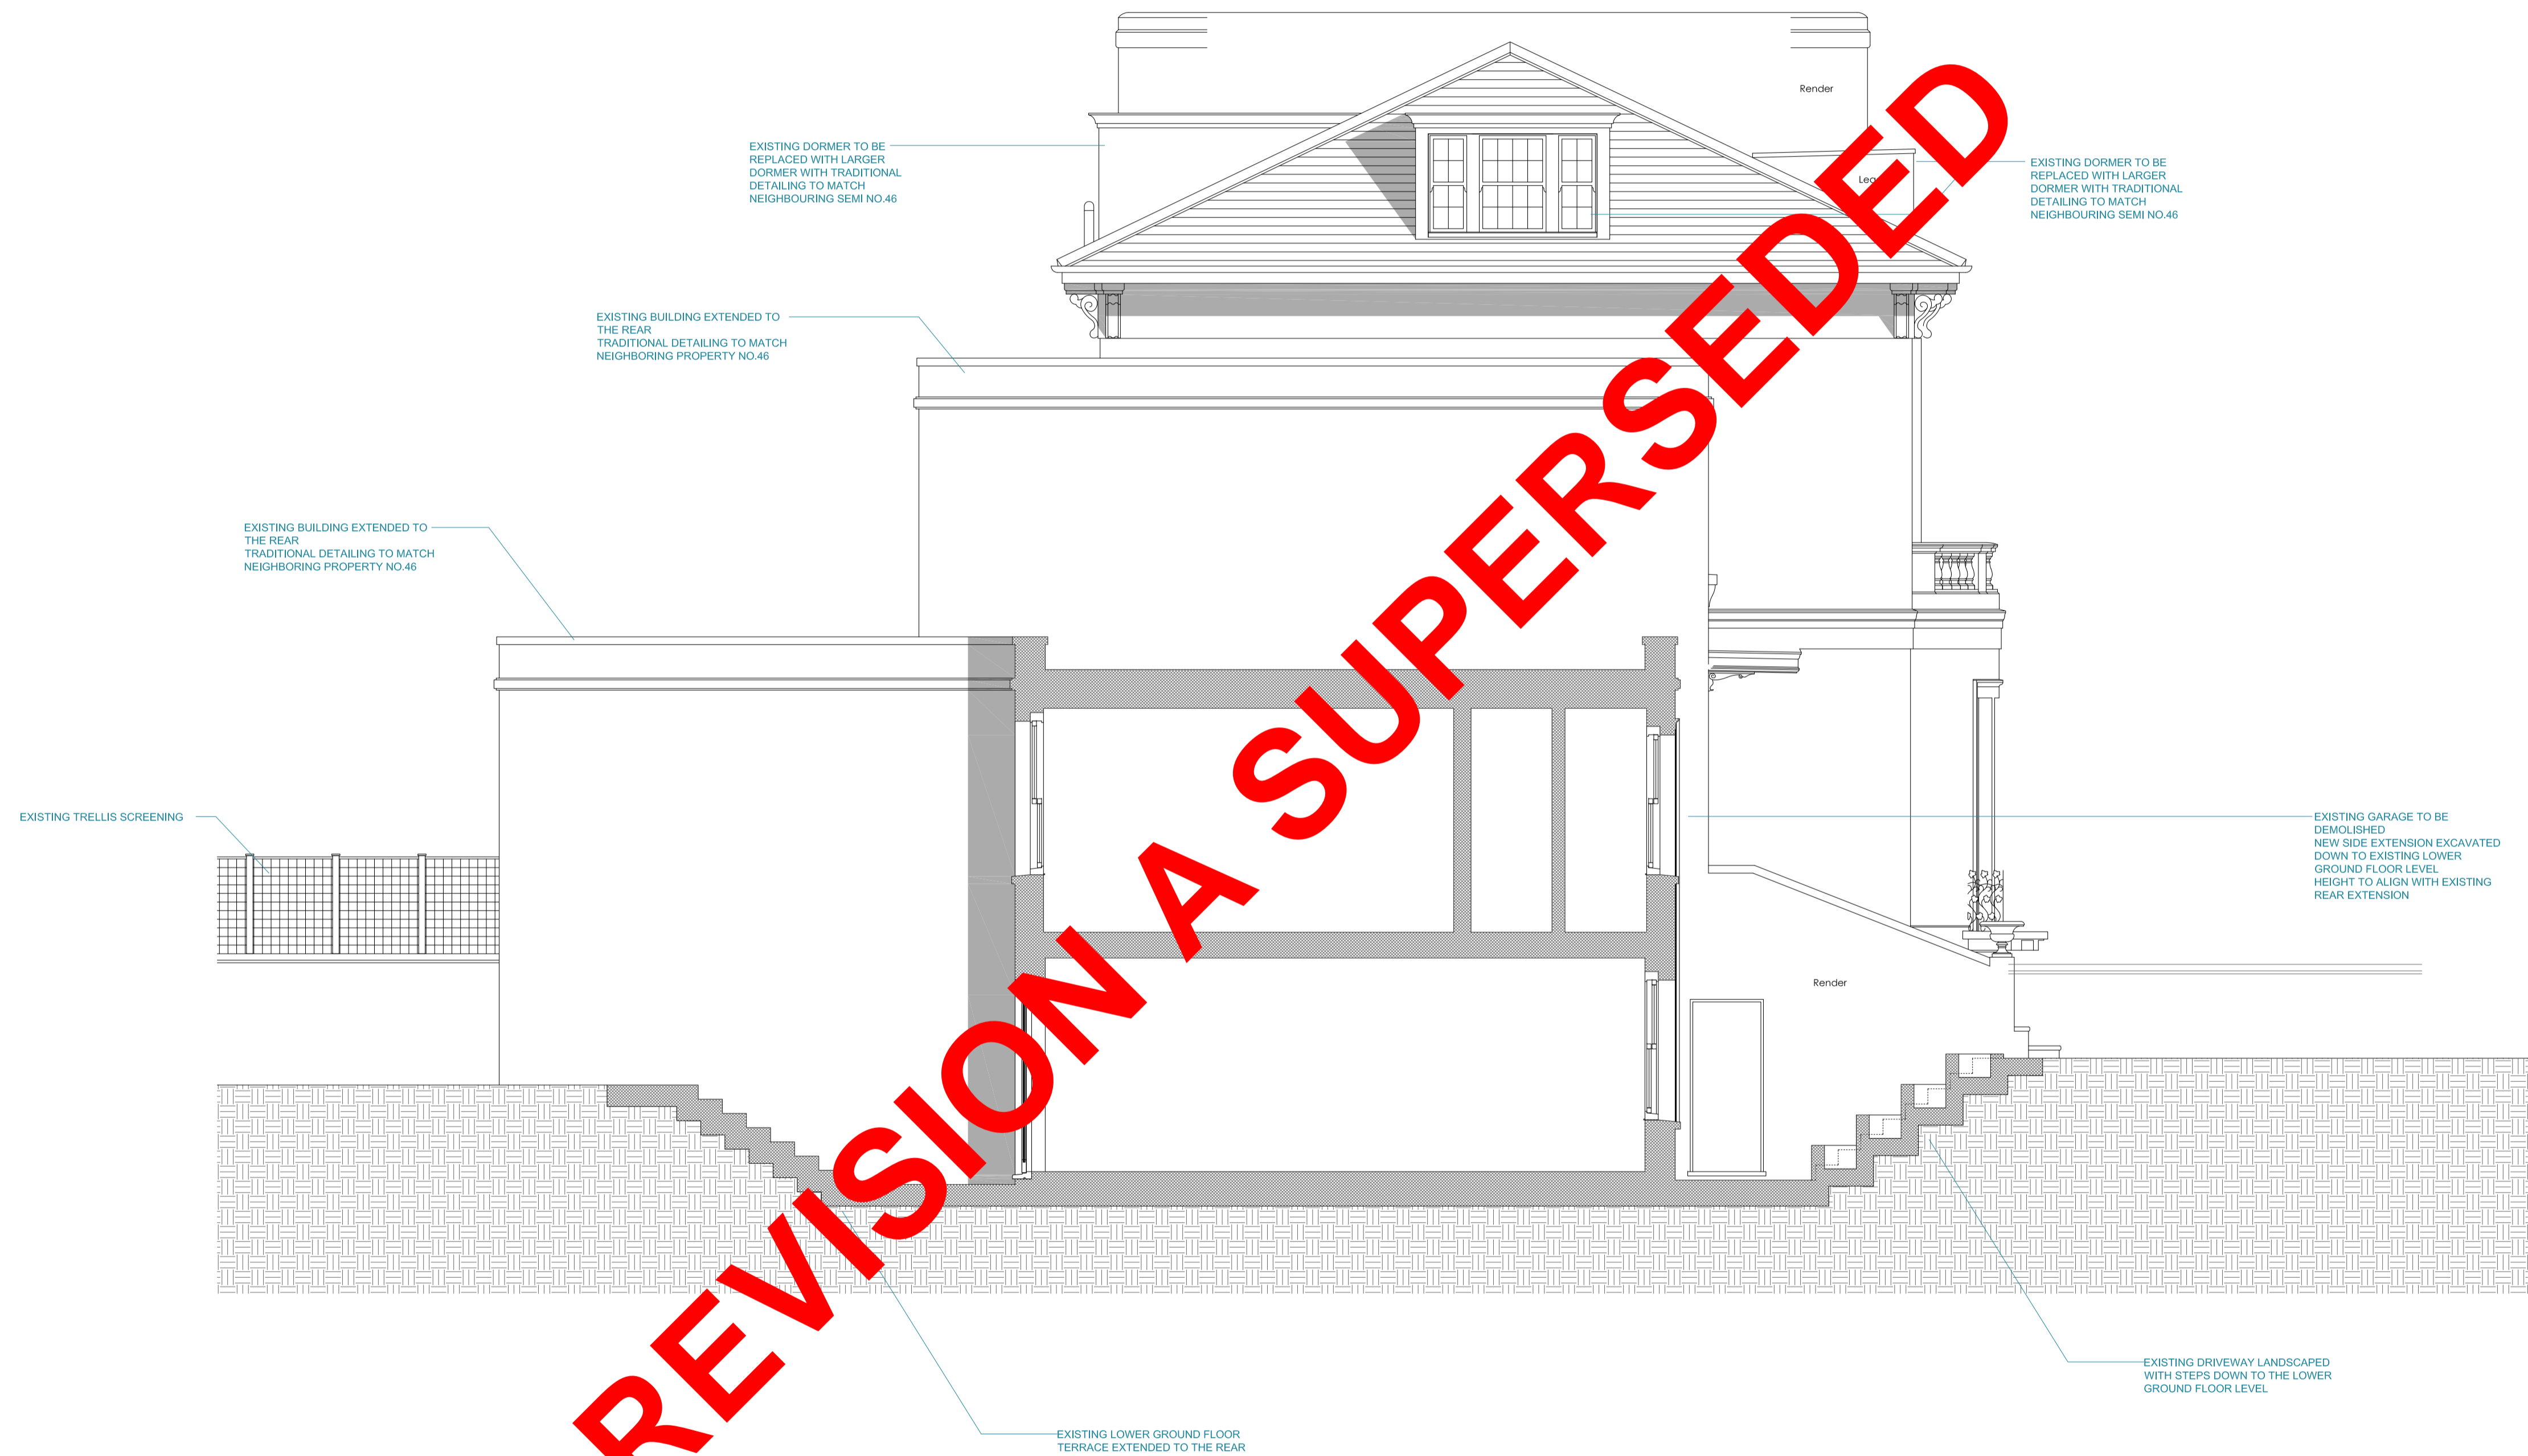 Render
EXISTING DORMER TO BE
REPLACED WITH LARGER
DORMER WITH TRADITIONAL
DETAILING TO MATCH
NEIGHBOURING SEMI NO.46
EXISTING DORMER TO BE
REPLACED WITH LARGER
DORMER WITH TRADITIONAL
DETAILING TO MATCH
NEIGHBOURING SEMI NO.46
EXISTING BUILDING EXTENDED TO
THE REAR
TRADITIONAL DETAILING TO MATCH
NEIGHBORING PROPERTY NO.46
EXISTING BUILDING EXTENDED TO
THE REAR
TRADITIONAL DETAILING TO MATCH
NEIGHBORING PROPERTY NO.46
EXISTING TRELLIS SCREENING
EXISTING GARAGE TO BE
DEMOLISHED
NEW SIDE EXTENSION EXCAVATED
DOWN TO EXISTING LOWER
GROUND FLOOR LEVEL
HEIGHT TO ALIGN WITH EXISTING
REAR EXTENSION
Render
REVISION A SUPERSEDED
EXISTING DRIVEWAY LANDSCAPED
WITH STEPS DOWN TO THE LOWER
GROUND FLOOR LEVEL
EXISTING LOWER GROUND FLOOR
TERRACE EXTENDED TO THE REAR